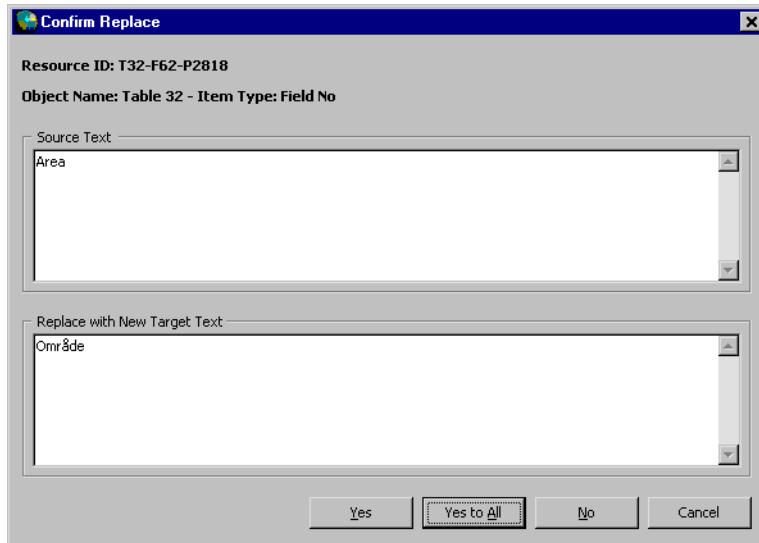 Confirm Replace
Resource ID: T32-F62-P2818
Object Name: Table 32 - Item Type: Field No
Source Text
Area
Replace with New Target Text
Område
Yes
Yes to All
No
Cancel